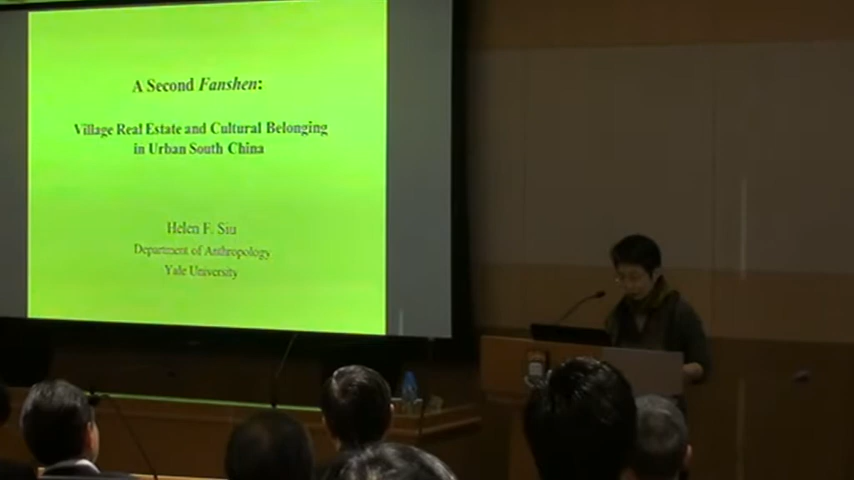 A Second Fanshen:
Village Real Estate and Cultural Belonging
in Urban South China
Helen F. Siu
Department of Anthropology
Yale University